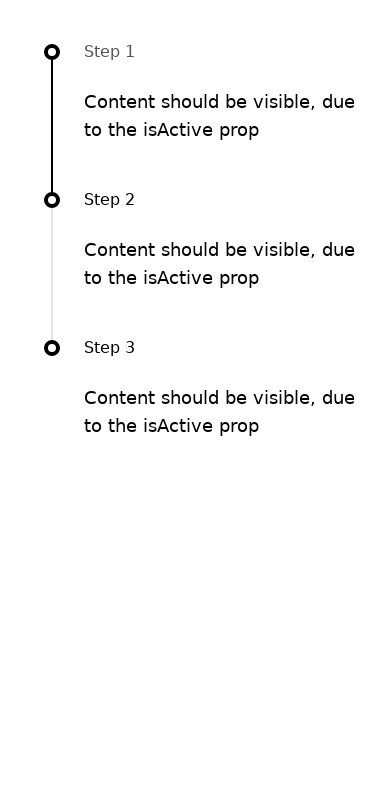 Step 1
Content should be visible, due
to the isActive prop
Step 2
Content should be visible, due
to the isActive prop
Step 3
Content should be visible, due
to the isActive prop